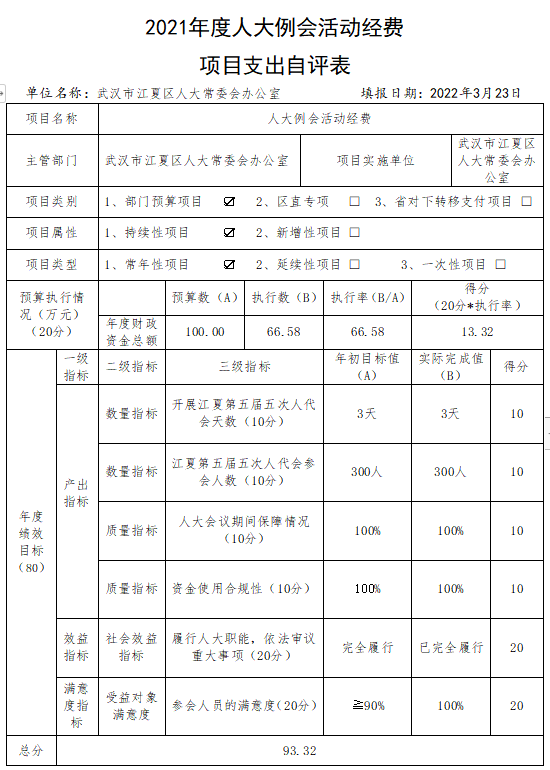 2021年度人大例会活动经费
项目支出自评表
单位名称：武汉市江夏区人大常委会办公室 填报日期：2022年3月23日
项目名称 人大例会活动经费
主管部门 武汉市江夏区人大常委会办公室 项目实施单位 武汉市江夏区
人大常委会办
公室
项目类别 1、部门预算项目 ☑ 2、区直专项 □ 3、省对下转移支付项目 □
项目属性 1、持续性项目 ☑ 2、新增性项目 □
项目类型 1、常年性项目 ☑ 2、延续性项目 □ 3、一次性项目 □
预算执行情
况（万元）
（20分）
预算数（A） 执行数（B） 执行率（B/A） 得分
（20分*执行率）
年度财政
资金总额
100.00 66.58 66.58 13.32
年度
绩效
目标
（80）
一级
指标
二级指标 三级指标 年初目标值
（A）
实际完成值
（B）
得分
产出
指标
数量指标 开展江夏第五届五次人代
会天数（10分）
3天 3天 10
数量指标 江夏第五届五次人代会参
会人数（10分）
300人 300人 10
质量指标 人大会议期间保障情况
（10分）
100% 100% 10
质量指标 资金使用合规性（10分） 100% 100% 10
效益
指标
社会效益
指标
履行人大职能，依法审议
重大事项（20分）
完全履行 已完全履行 20
满意
度指
标
受益对象
满意度
参会人员的满意度（20分） ≧90% 100% 20
总分 93.32